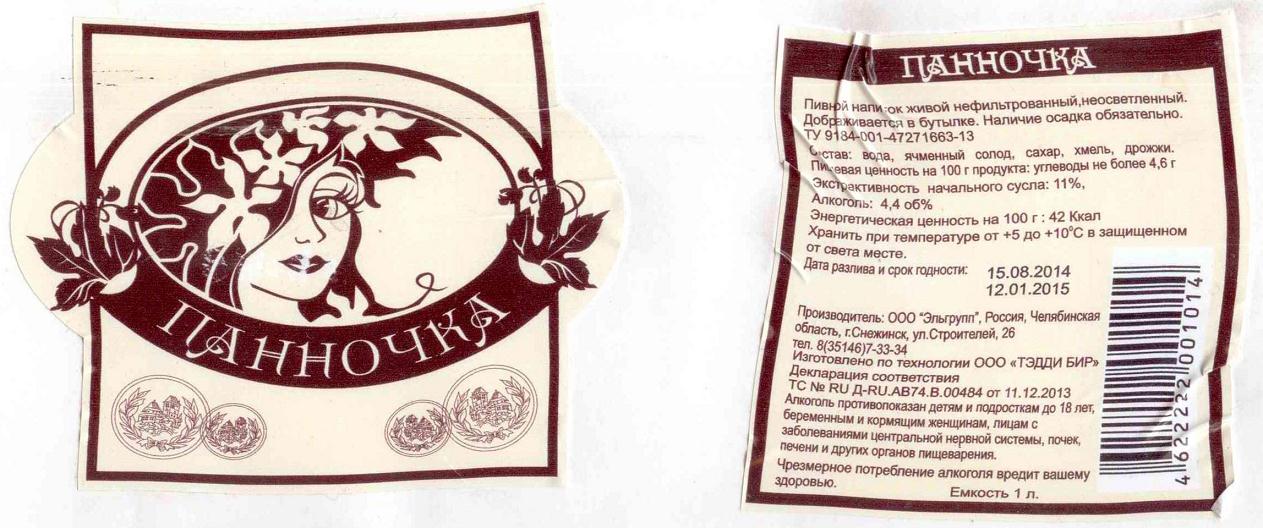 ПАННОЧКА
ПАННОЧКА
Пивной напиток живой нефильтрованный,неосветленный.
Дображивается в бутылке. Наличие осадка обязательно.
ТУ 9184-001-47271663-13
Состав: вода, ячменный солод, сахар, хмель, дрожжи.
Пищевая ценность на 100 г продукта: углеводы не более 4,6 г
Экстрактивность начального сусла: 11%,
Алкоголь: 4,4 об%
Энергетическая ценность на 100 г : 42 Ккал
Хранить при температуре от +5 до +10°С в защищенном
от света месте.
Дата разлива и срок годности: 15.08.2014
12.01.2015
Производитель: ООО "Эльгрупп", Россия, Челябинская
область, г.Снежинск, ул.Строителей, 26
тел. 8(35146)7-33-34
Изготовлено по технологии ООО «ТЭДДИ БИР»
Декларация соответствия
ТС № RU Д-RU.АВ74.В.00484 от 11.12.2013
Алкоголь противопоказан детям и подросткам до 18 лет,
беременным и кормящим женщинам, лицам с
заболеваниями центральной нервной системы, почек,
печени и других органов пищеварения.
Чрезмерное потребление алкоголя вредит вашему
здоровью.
Емкость 1 л.
4 622222 001014